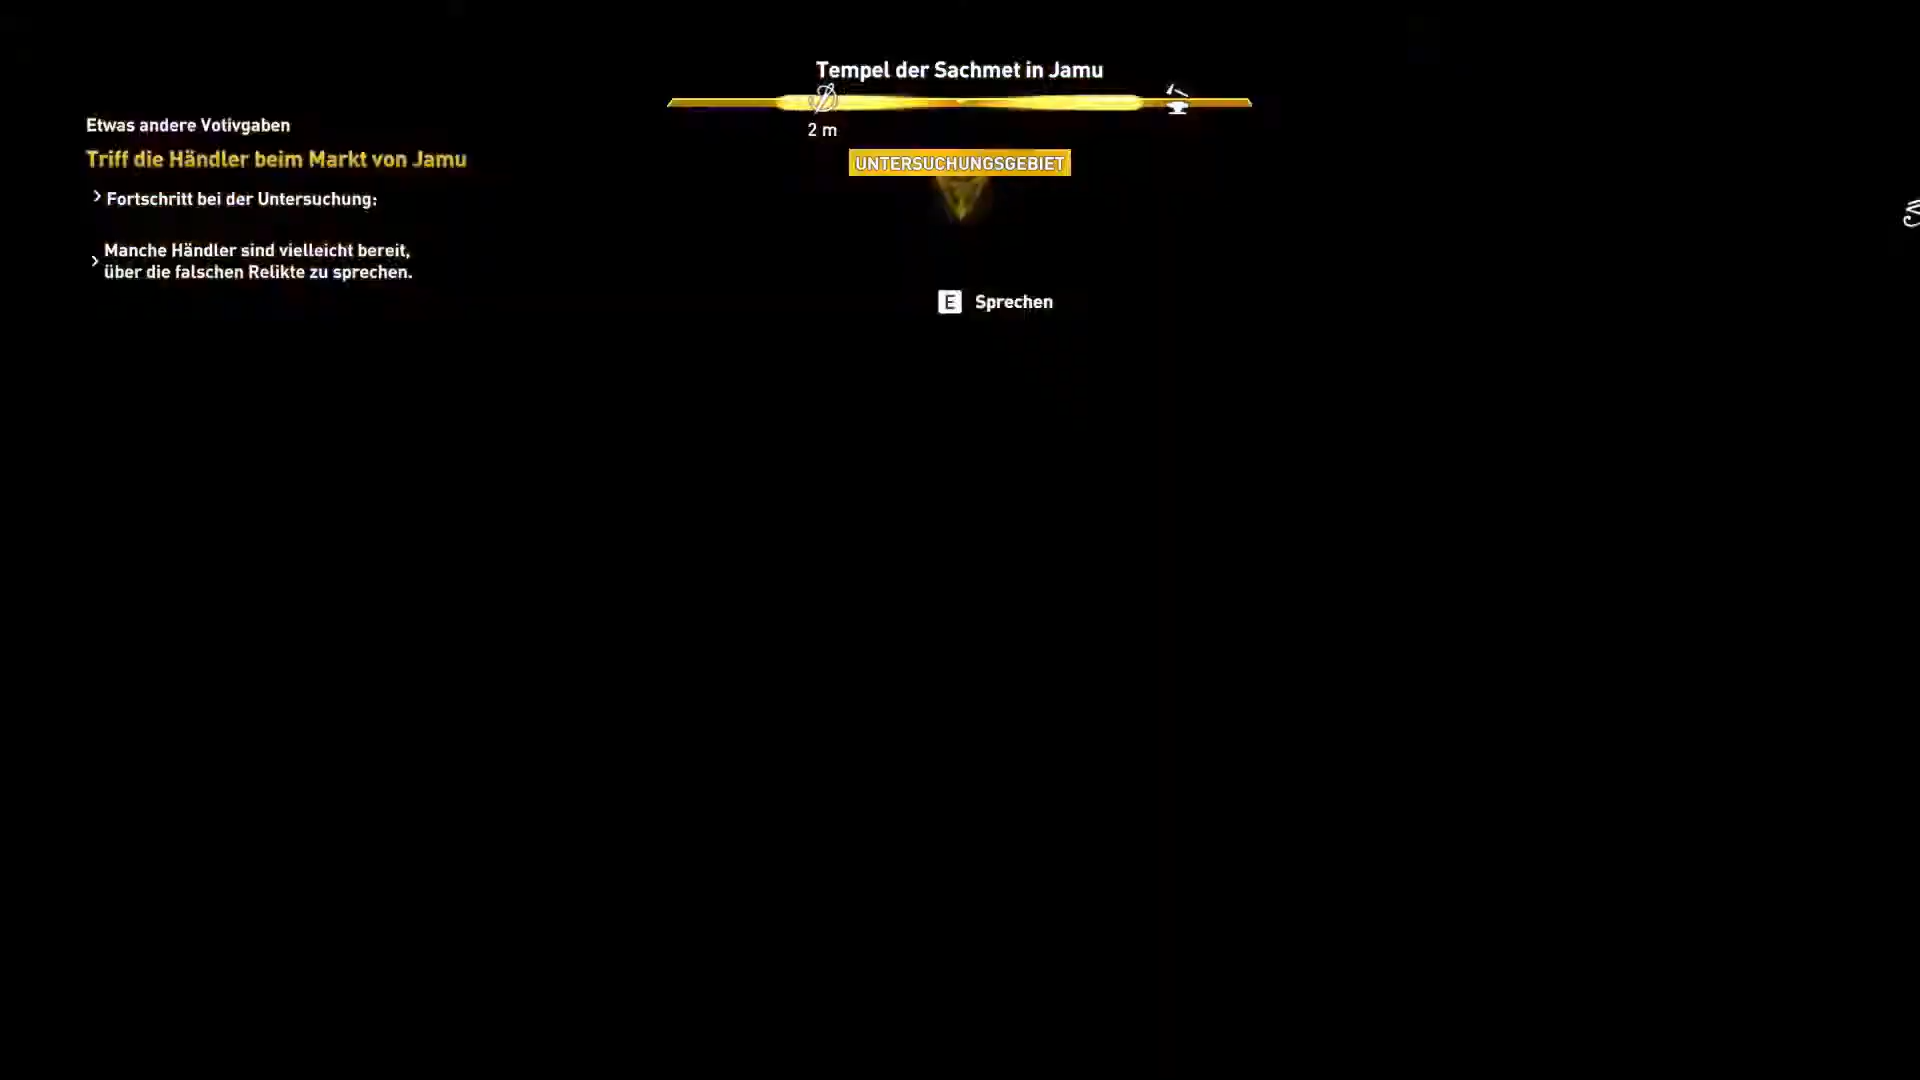 Tempel der Sachmet in Jamu
2 m
UNTERSUCHUNGSGEBIET
Etwas andere Votivgaben
Triff die Händler beim Markt von Jamu
Fortschritt bei der Untersuchung:
Manche Händler sind vielleicht bereit,
über die falschen Relikte zu sprechen.
E Sprechen